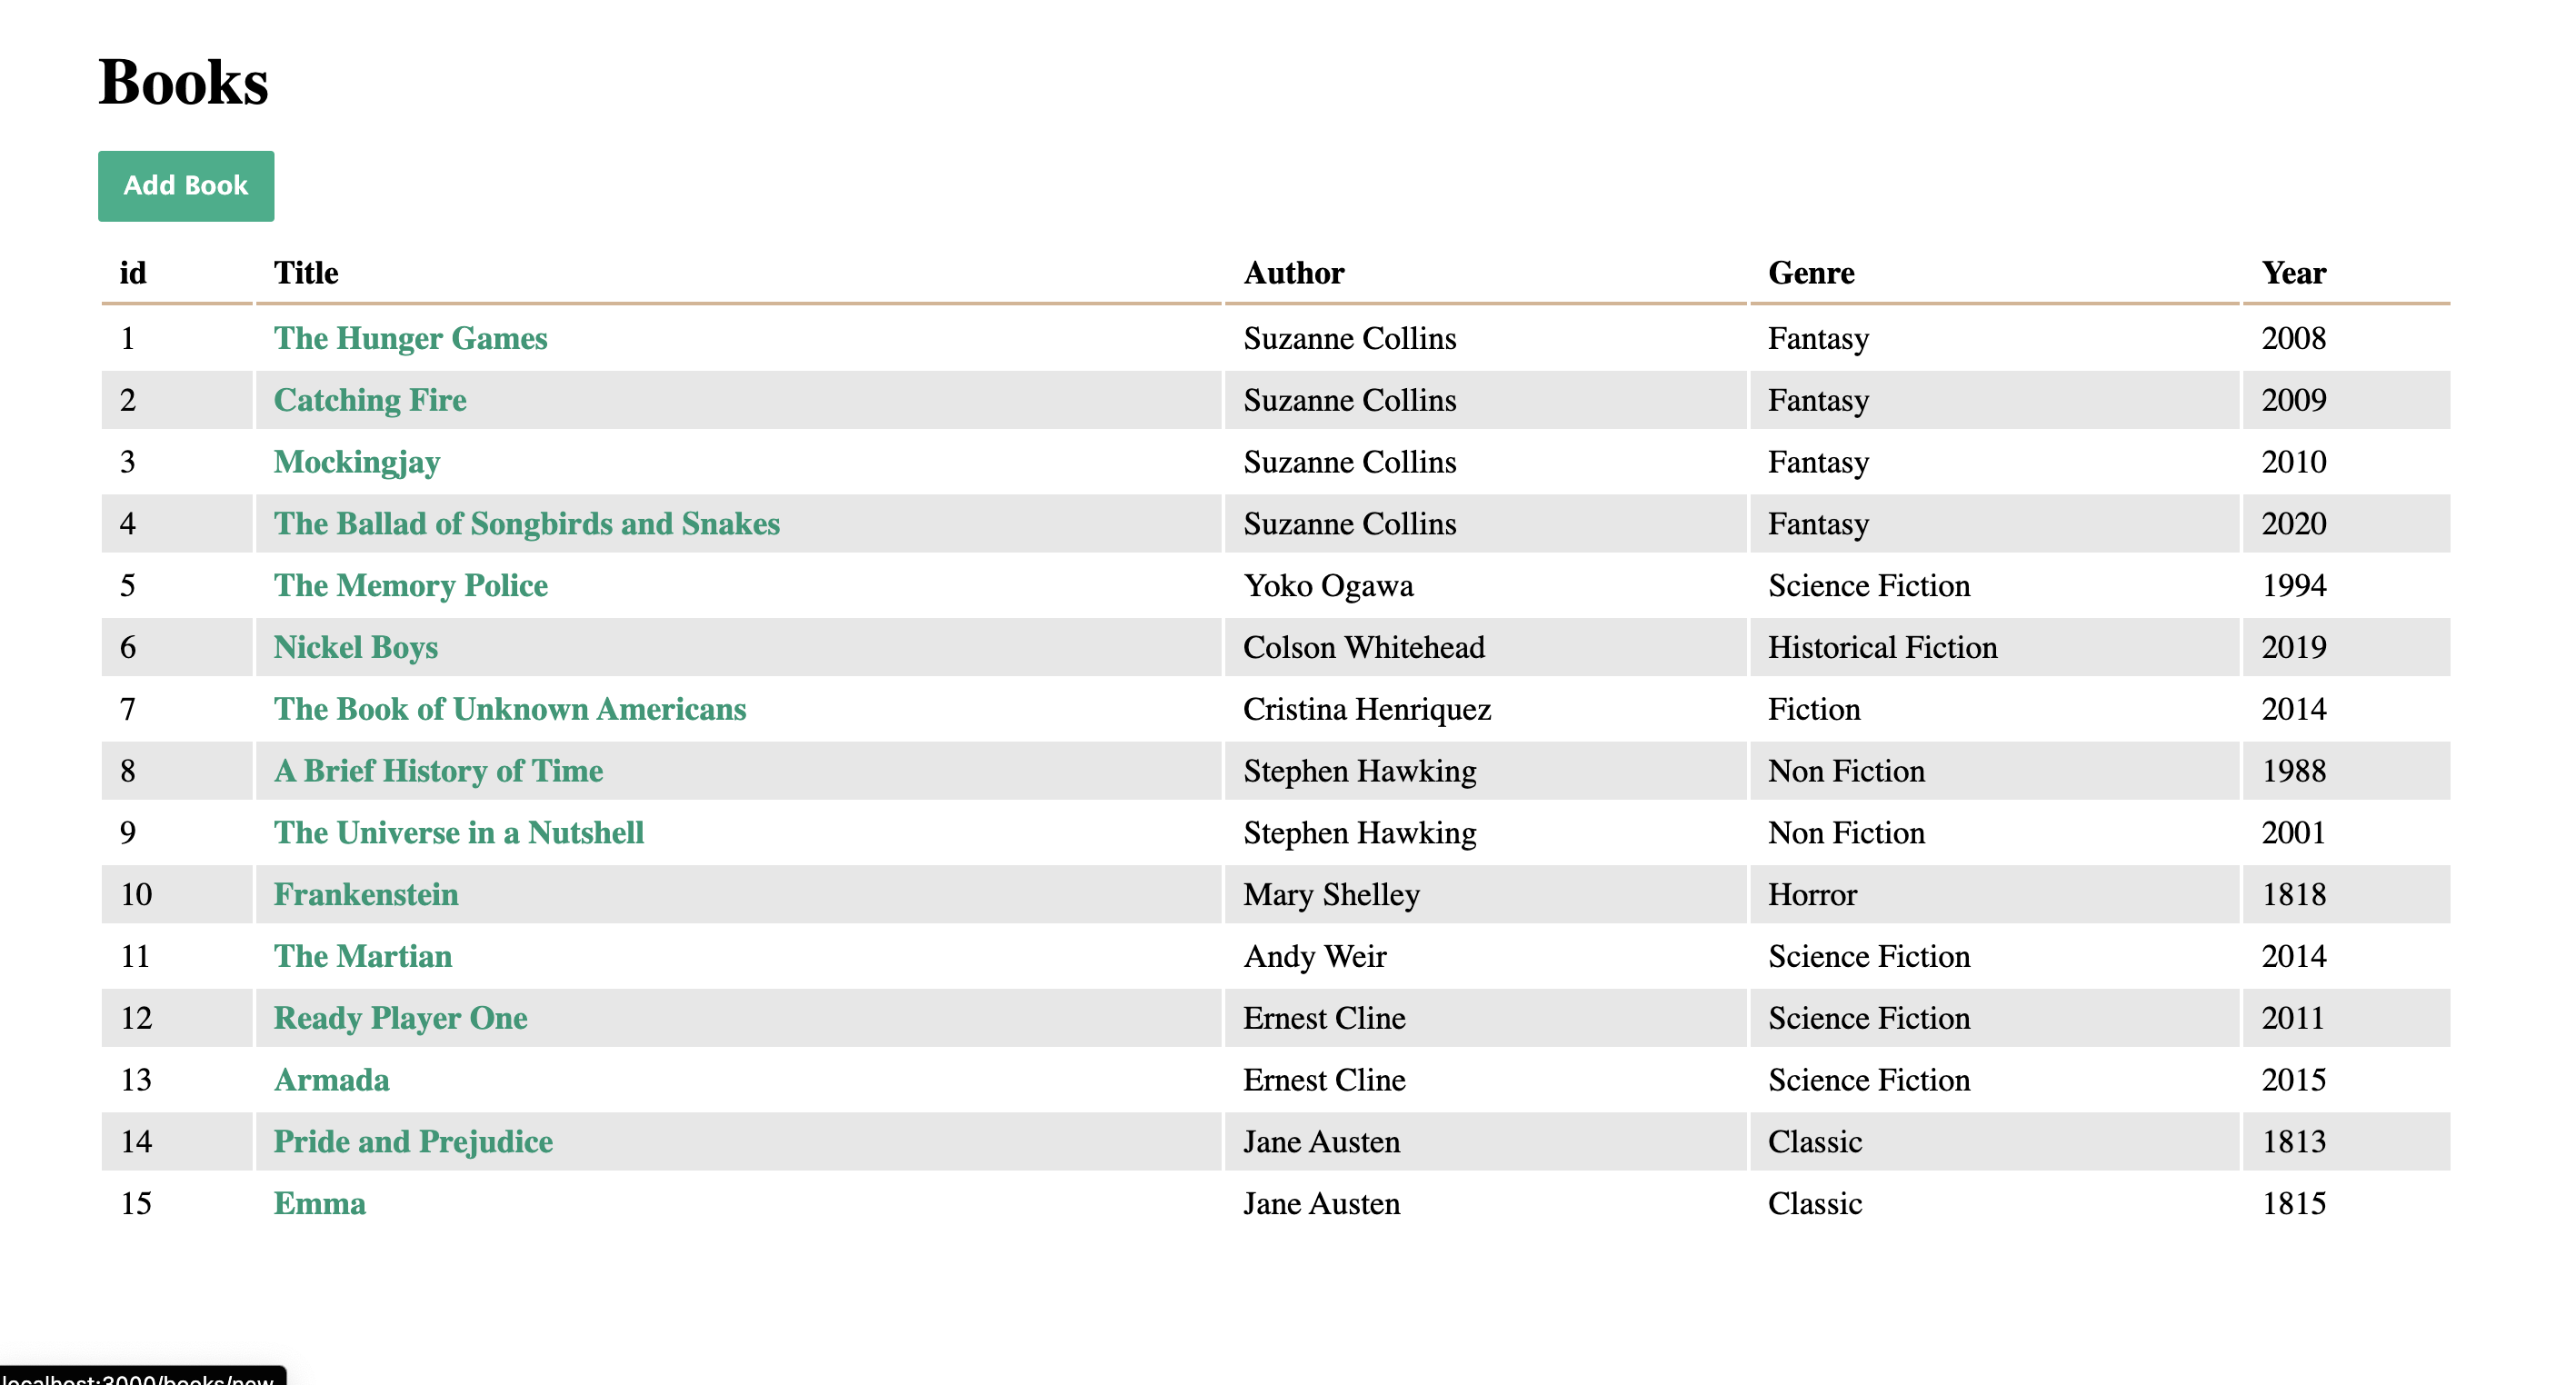 Books
Add Book
id Title Author Genre Year
1 The Hunger Games Suzanne Collins Fantasy 2008
2 Catching Fire Suzanne Collins Fantasy 2009
3 Mockingjay Suzanne Collins Fantasy 2010
4 The Ballad of Songbirds and Snakes Suzanne Collins Fantasy 2020
5 The Memory Police Yoko Ogawa Science Fiction 1994
6 Nickel Boys Colson Whitehead Historical Fiction 2019
7 The Book of Unknown Americans Cristina Henriquez Fiction 2014
8 A Brief History of Time Stephen Hawking Non Fiction 1988
9 The Universe in a Nutshell Stephen Hawking Non Fiction 2001
10 Frankenstein Mary Shelley Horror 1818
11 The Martian Andy Weir Science Fiction 2014
12 Ready Player One Ernest Cline Science Fiction 2011
13 Armada Ernest Cline Science Fiction 2015
14 Pride and Prejudice Jane Austen Classic 1813
15 Emma Jane Austen Classic 1815
localhost:3000/books/new